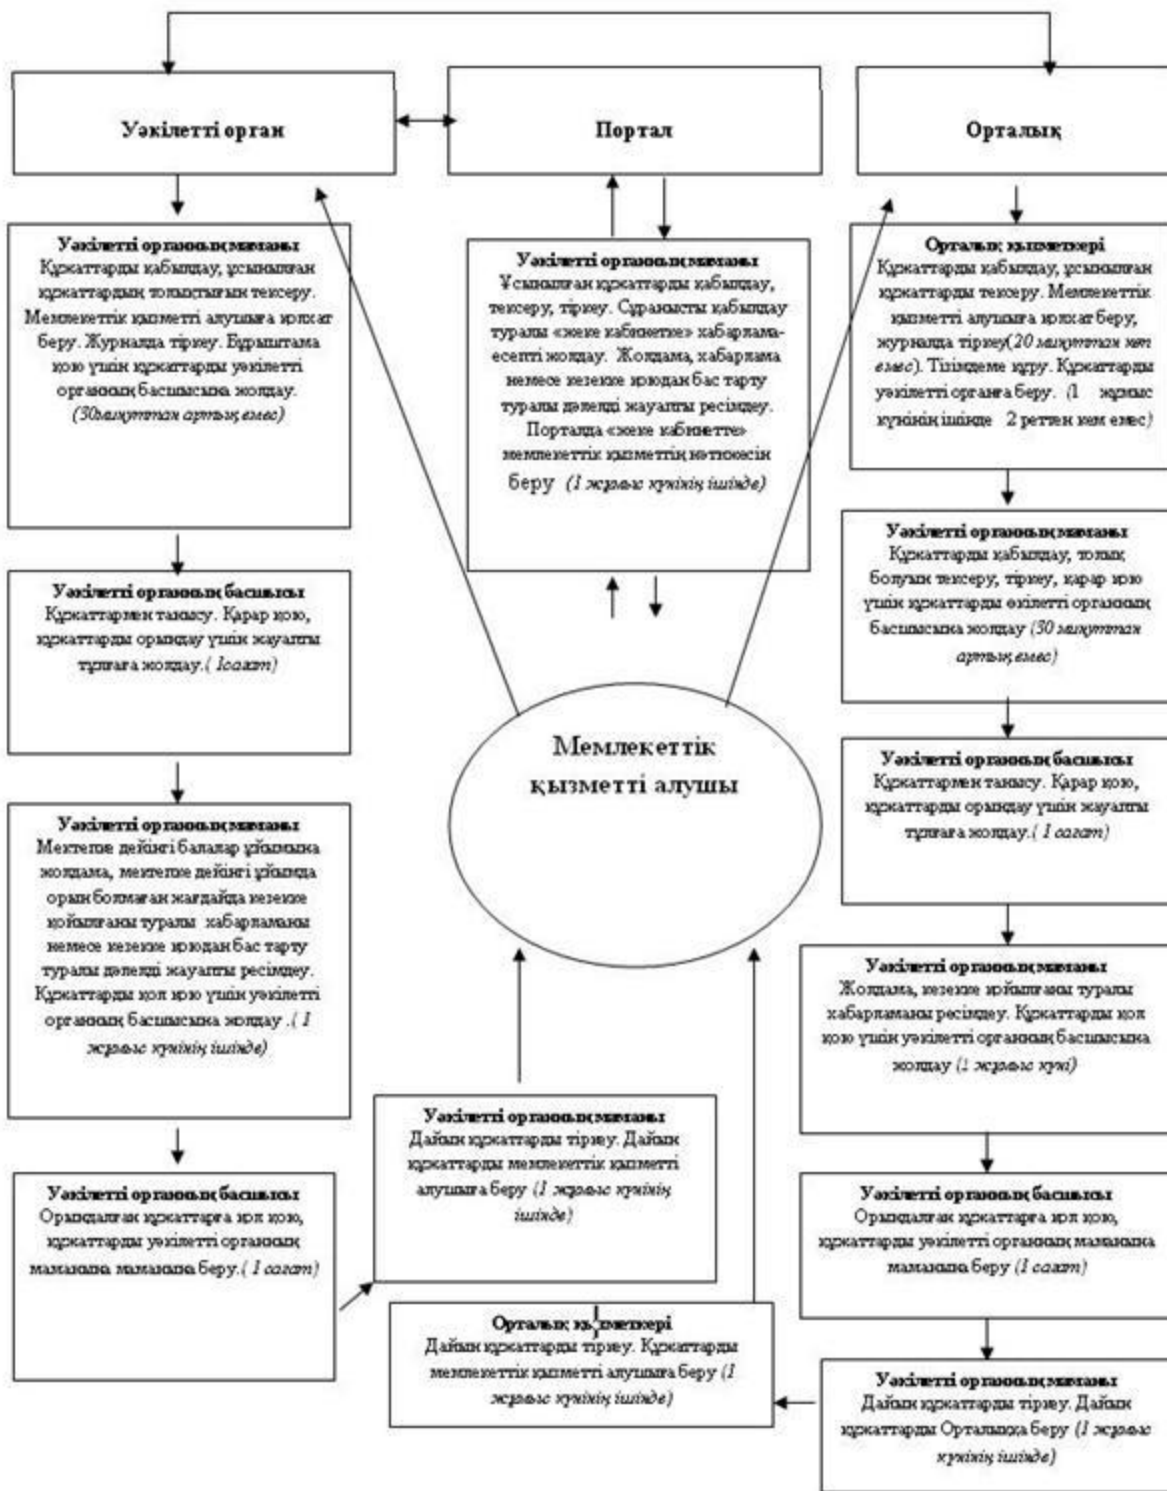 Уәкілетті орган
Портал
Орталық
Уәкілетті органның маманы
Құжаттарды қабылдау, ұсынылған
құжаттардың толықтығын тексеру.
Мемлекеттік қызметті алушыға қолхат
беру. Журналда тіркеу. Бұрыштама
қою үшін құжаттарды уәкілетті
органның басшысына жолдау.
(30минуттан артық емес)
Уәкілетті органның басшысы
Құжаттармен танысу. Қарар қою,
құжаттарды орындау үшін жауапты
тұлғаға жолдау.( 1сағат)
Уәкілетті органның маманы
Мектепке дейінгі балалар ұйымына
жолдама, мектепке дейінгі ұйымда
орын болмаған жағдайда кезекке
қойылғаны туралы хабарламаны
немесе кезекке қоюдан бас тарту
туралы дәлелді жауапты ресімдеу.
Құжаттарды қол қою үшін уәкілетті
органның басшысына жолдау .( 1
жұмыс күнінің ішінде)
Уәкілетті органның басшысы
Орындалған құжаттарға қол қою,
құжаттарды уәкілетті органның
маманына маманына беру.( 1 сағат)
Уәкілетті органның маманы
Ұсынылған құжаттарды қабылдау,
тексеру, тіркеу. Сұранысты қабылдау
туралы «жеке кабинетке» хабарлама-
есепті жолдау. Жолдама, хабарлама
немесе кезекке қоюдан бас тарту
туралы дәлелді жауапты ресімдеу.
Порталда «жеке кабинетте»
мемлекеттік қызметтің нәтижесін
беру (1 жұмыс күнінің ішінде)
Мемлекеттік
қызметті алушы
Уәкілетті органның маманы
Дайын құжаттарды тіркеу. Дайын
құжаттарды мемлекеттік қызметті
алушыға беру (1 жұмыс күнінің
ішінде)
Орталық қызметкері
Дайын құжаттарды тіркеу. Құжаттарды
мемлекеттік қызметті алушыға беру (1
жұмыс күнінің ішінде)
Орталық қызметкері
Құжаттарды қабылдау, ұсынылған
құжаттарды тексеру. Мемлекеттік
қызметті алушыға қолхат беру,
журналда тіркеу(20 минуттан көп
емес). Тізілдеме құру. Құжаттарды
уәкілетті органға беру. (1 жұмыс
күнінің ішінде 2 реттен кем емес)
Уәкілетті органның маманы
Құжаттарды қабылдау, толық
болуын тексеру, тіркеу, қарар қою
үшін құжаттарды өкілетті органның
басшысына жолдау (30 минуттан
артық емес)
Уәкілетті органның басшысы
Құжаттармен танысу. Қарар қою,
құжаттарды орындау үшін жауапты
тұлғаға жолдау.( 1 сағат)
Уәкілетті органның маманы
Жолдама, кезекке қойылғаны туралы
хабарламаны ресімдеу. Құжаттарды қол
қою үшін уәкілетті органның басшысына
жолдау (1 жұмыс күні)
Уәкілетті органның басшысы
Орындалған құжаттарға қол қою,
құжаттарды уәкілетті органның маманына
маманына беру (1 сағат)
Уәкілетті органның маманы
Дайын құжаттарды тіркеу. Дайын
құжаттарды Орталыққа беру (1 жұмыс
күнінің ішінде)